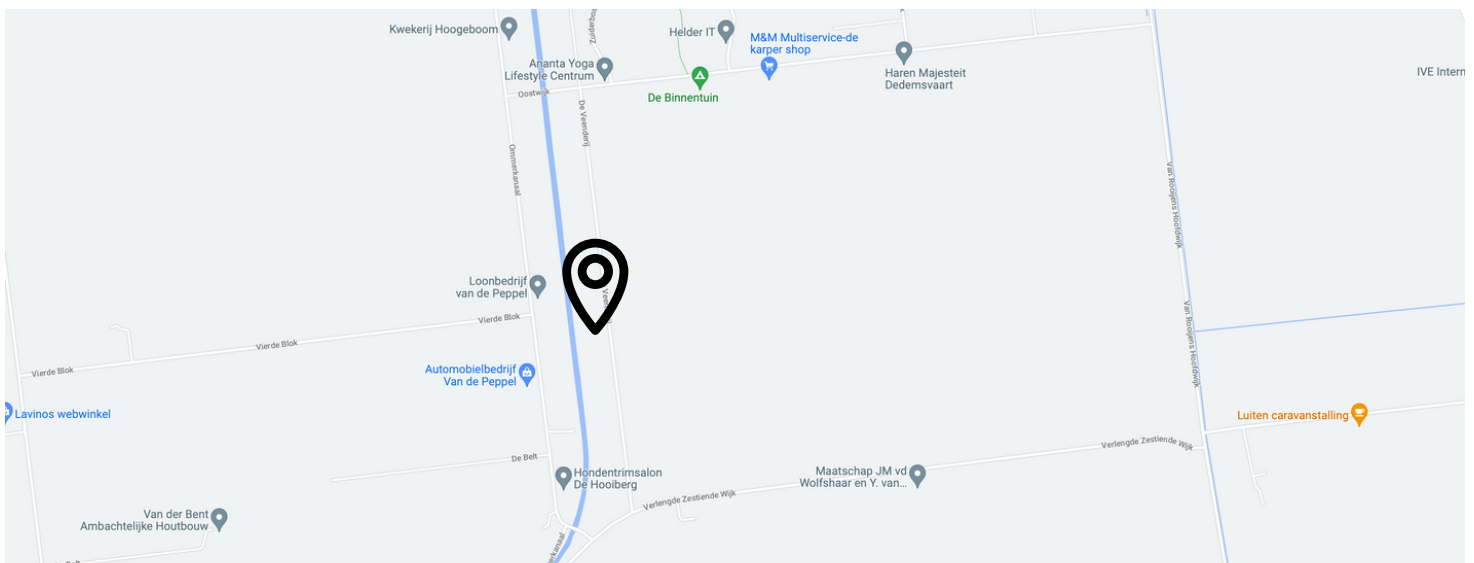 Kwekerij Hoogeboom
Helder IT
M&M Multiservice-de
karper shop
Ananta Yoga
Lifestyle Centrum
Haren Majesteit
Dedemsvaart
IVE Intern
De Binnentuin
Oostwijk
De Veenderij
Ommerkanaal
Van Rooijens Hoofdwijk
Loonbedrijf
van de Peppel
Vierde Blok
Vierde Blok
Vierde Blok
Van Rooijens Hoofdwijk
Automobielbedrijf
Van de Peppel
Lavinos webwinkel
Luiten caravanstalling
Verlengde Zestiende Wijk
De Belt
Hondentrimsalon
De Hooiberg
Maatschap JM vd
Wolfshaar en Y. van...
Verlengde Zestiende Wijk
Van der Bent
Ambachtelijke Houtbouw